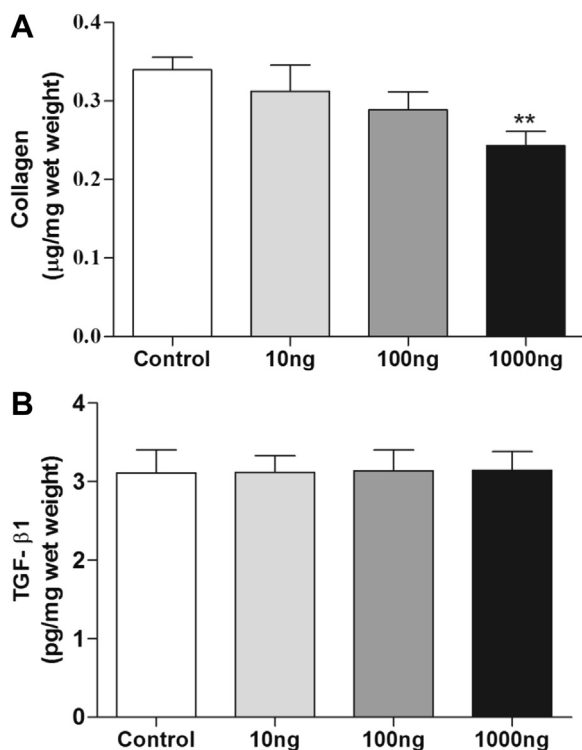 A
Collagen
(μg/mg wet weight)
0.4
0.3
0.2
0.1
0.0
**
Control 10ng 100ng 1000ng
B
TGF- β1
(pg/mg wet weight)
4
3
2
1
0
Control 10ng 100ng 1000ng